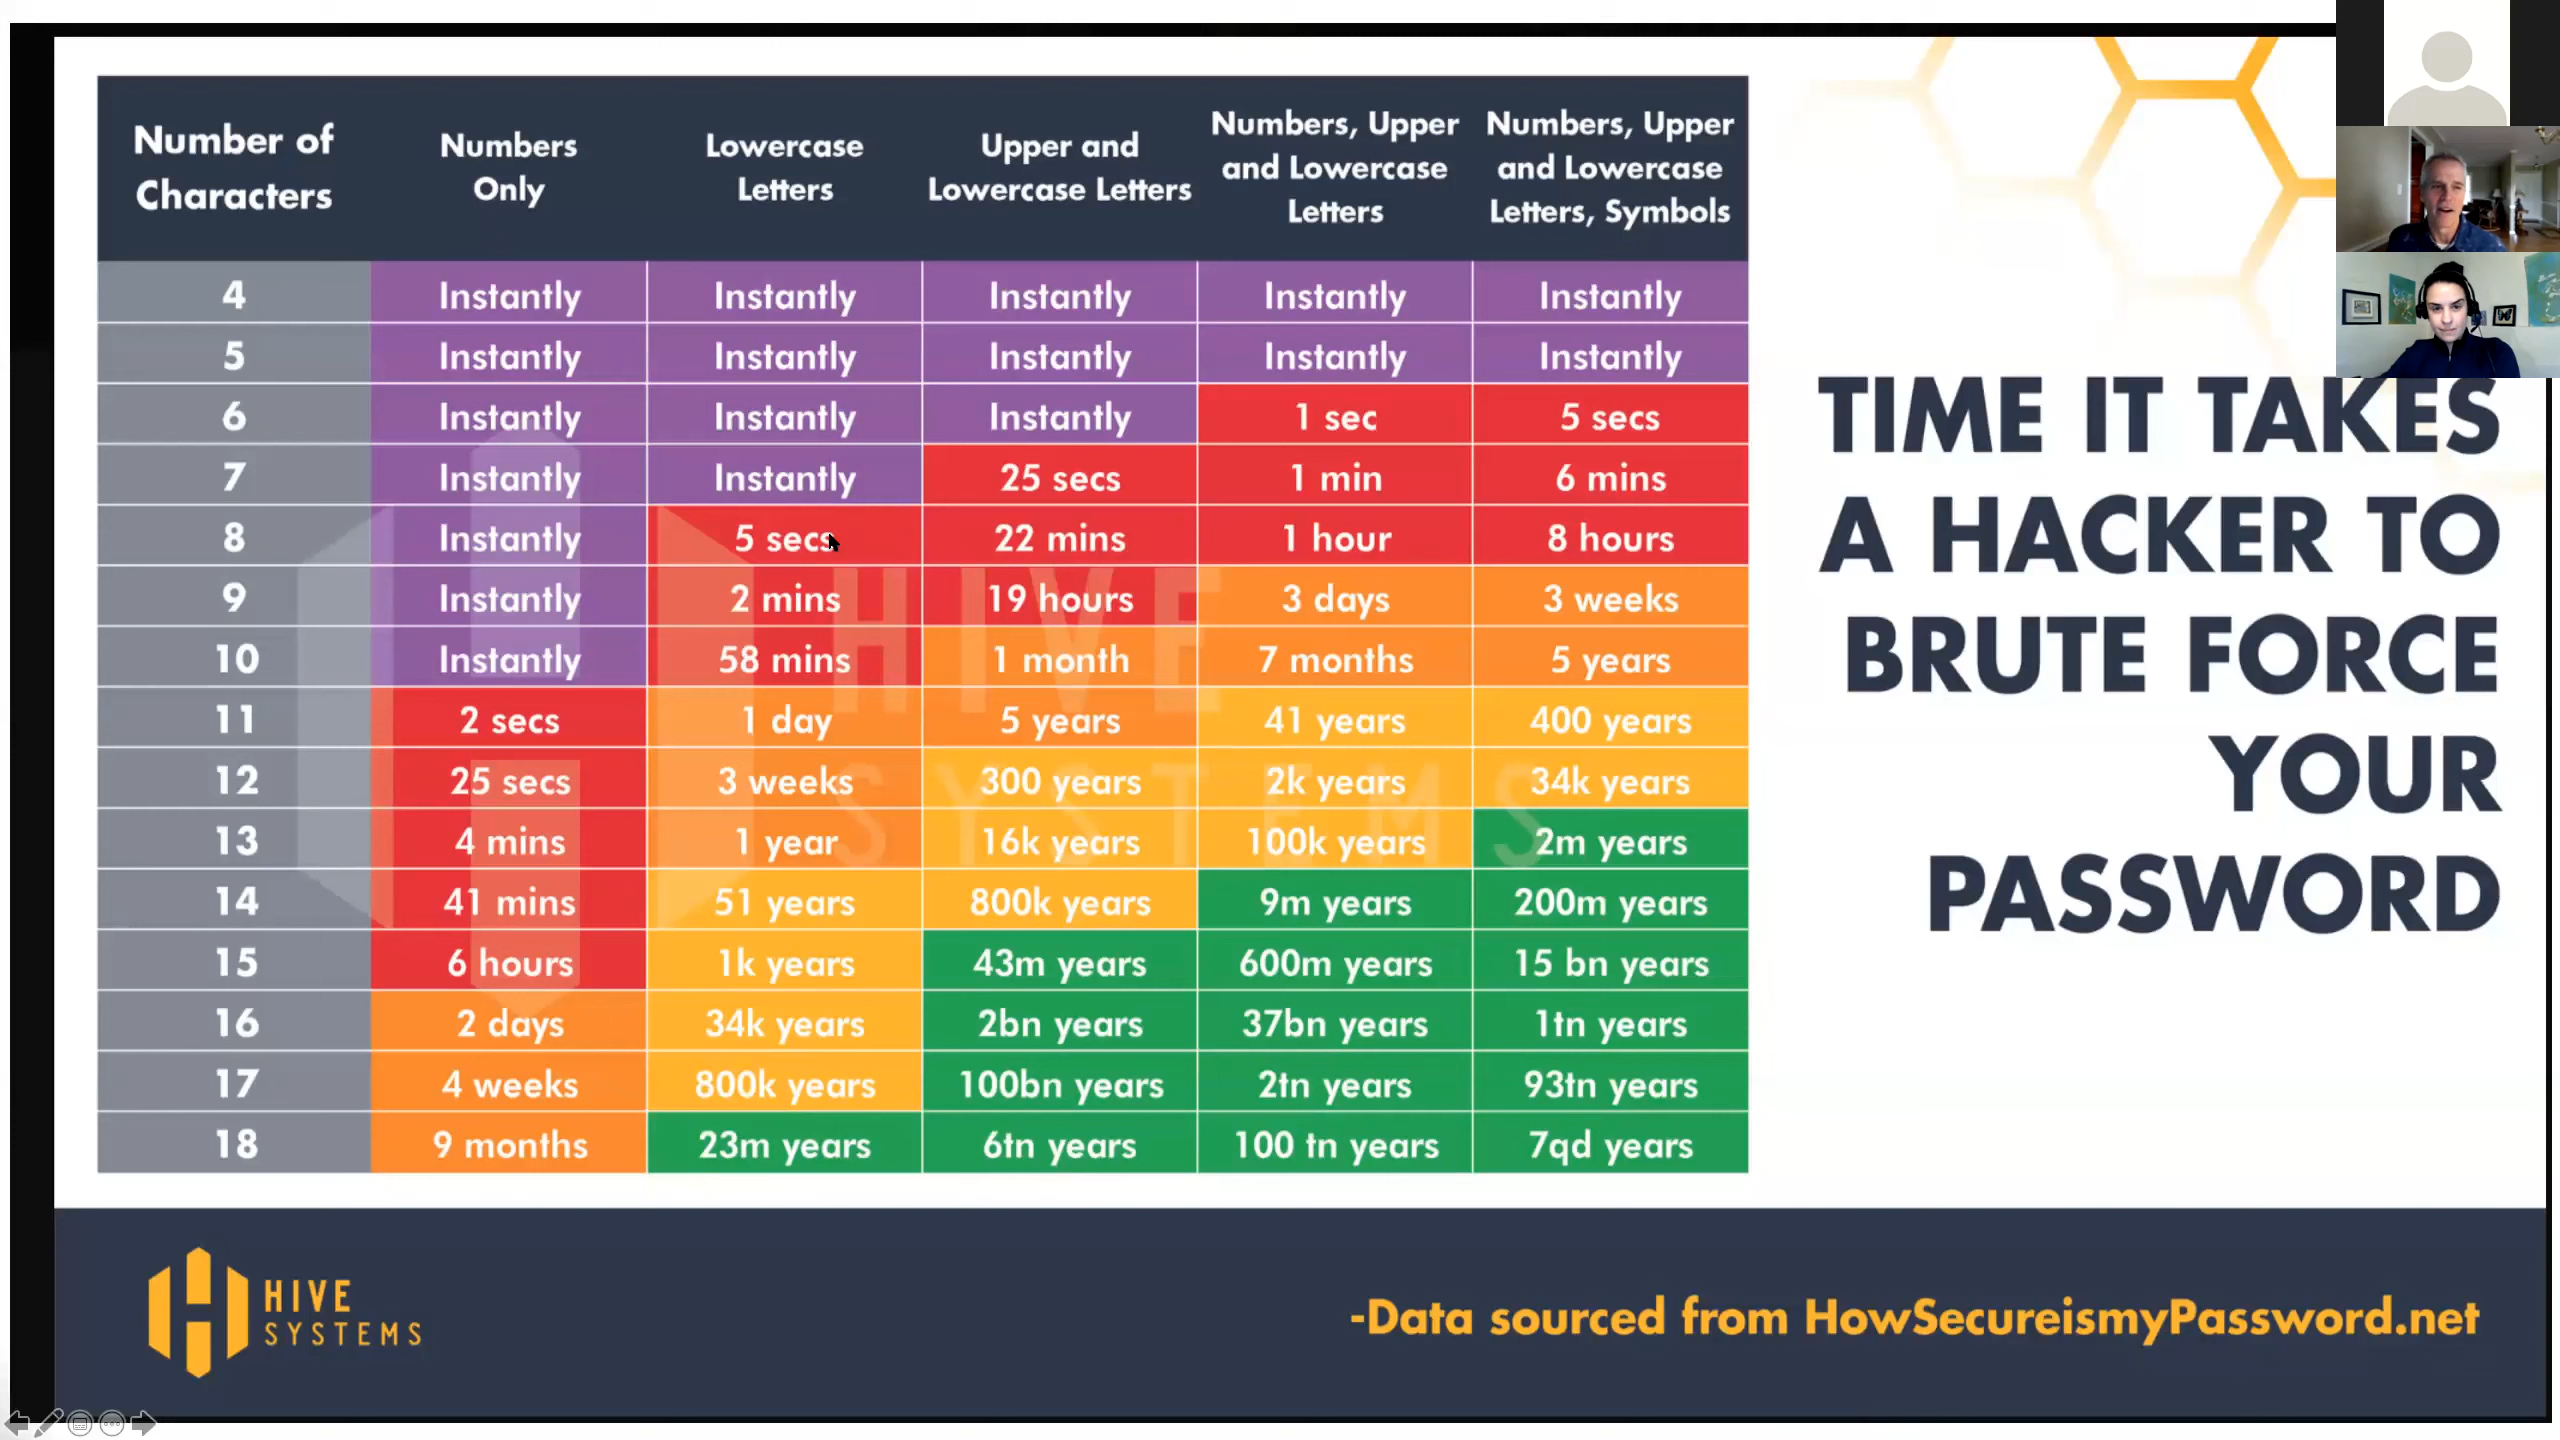 Number of Characters
Numbers Only
Lowercase Letters
Upper and Lowercase Letters
Numbers, Upper and Lowercase Letters
Numbers, Upper and Lowercase Letters, Symbols
4 Instantly Instantly Instantly Instantly Instantly
5 Instantly Instantly Instantly Instantly Instantly
6 Instantly Instantly Instantly 1 sec 5 secs
7 Instantly Instantly 25 secs 1 min 6 mins
8 Instantly 5 secs 22 mins 1 hour 8 hours
9 Instantly 2 mins 19 hours 3 days 3 weeks
10 Instantly 58 mins 1 month 7 months 5 years
11 2 secs 1 day 5 years 41 years 400 years
12 25 secs 3 weeks 300 years 2k years 34k years
13 4 mins 1 year 16k years 100k years 2m years
14 41 mins 51 years 800k years 9m years 200m years
15 6 hours 1k years 43m years 600m years 15 bn years
16 2 days 34k years 2bn years 37bn years 1tn years
17 4 weeks 800k years 100bn years 2tn years 93tn years
18 9 months 23m years 6tn years 100 tn years 7qd years
HIVE
SYSTEMS
TIME IT TAKES
A HACKER TO
BRUTE FORCE
YOUR
PASSWORD
HIVE
SYSTEMS
-Data sourced from HowSecureismyPassword.net